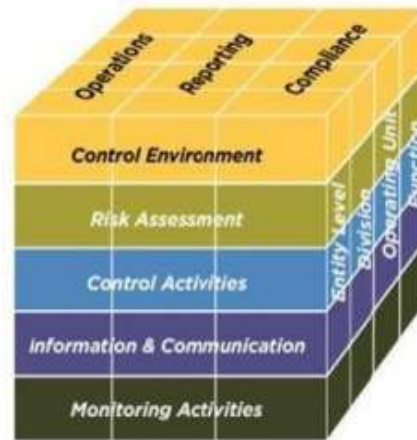 Operations
Reporting
Compliance
Control Environment
Risk Assessment
Control Activities
Information & Communication
Monitoring Activities
Entity Level
Division
Operating Unit
Function